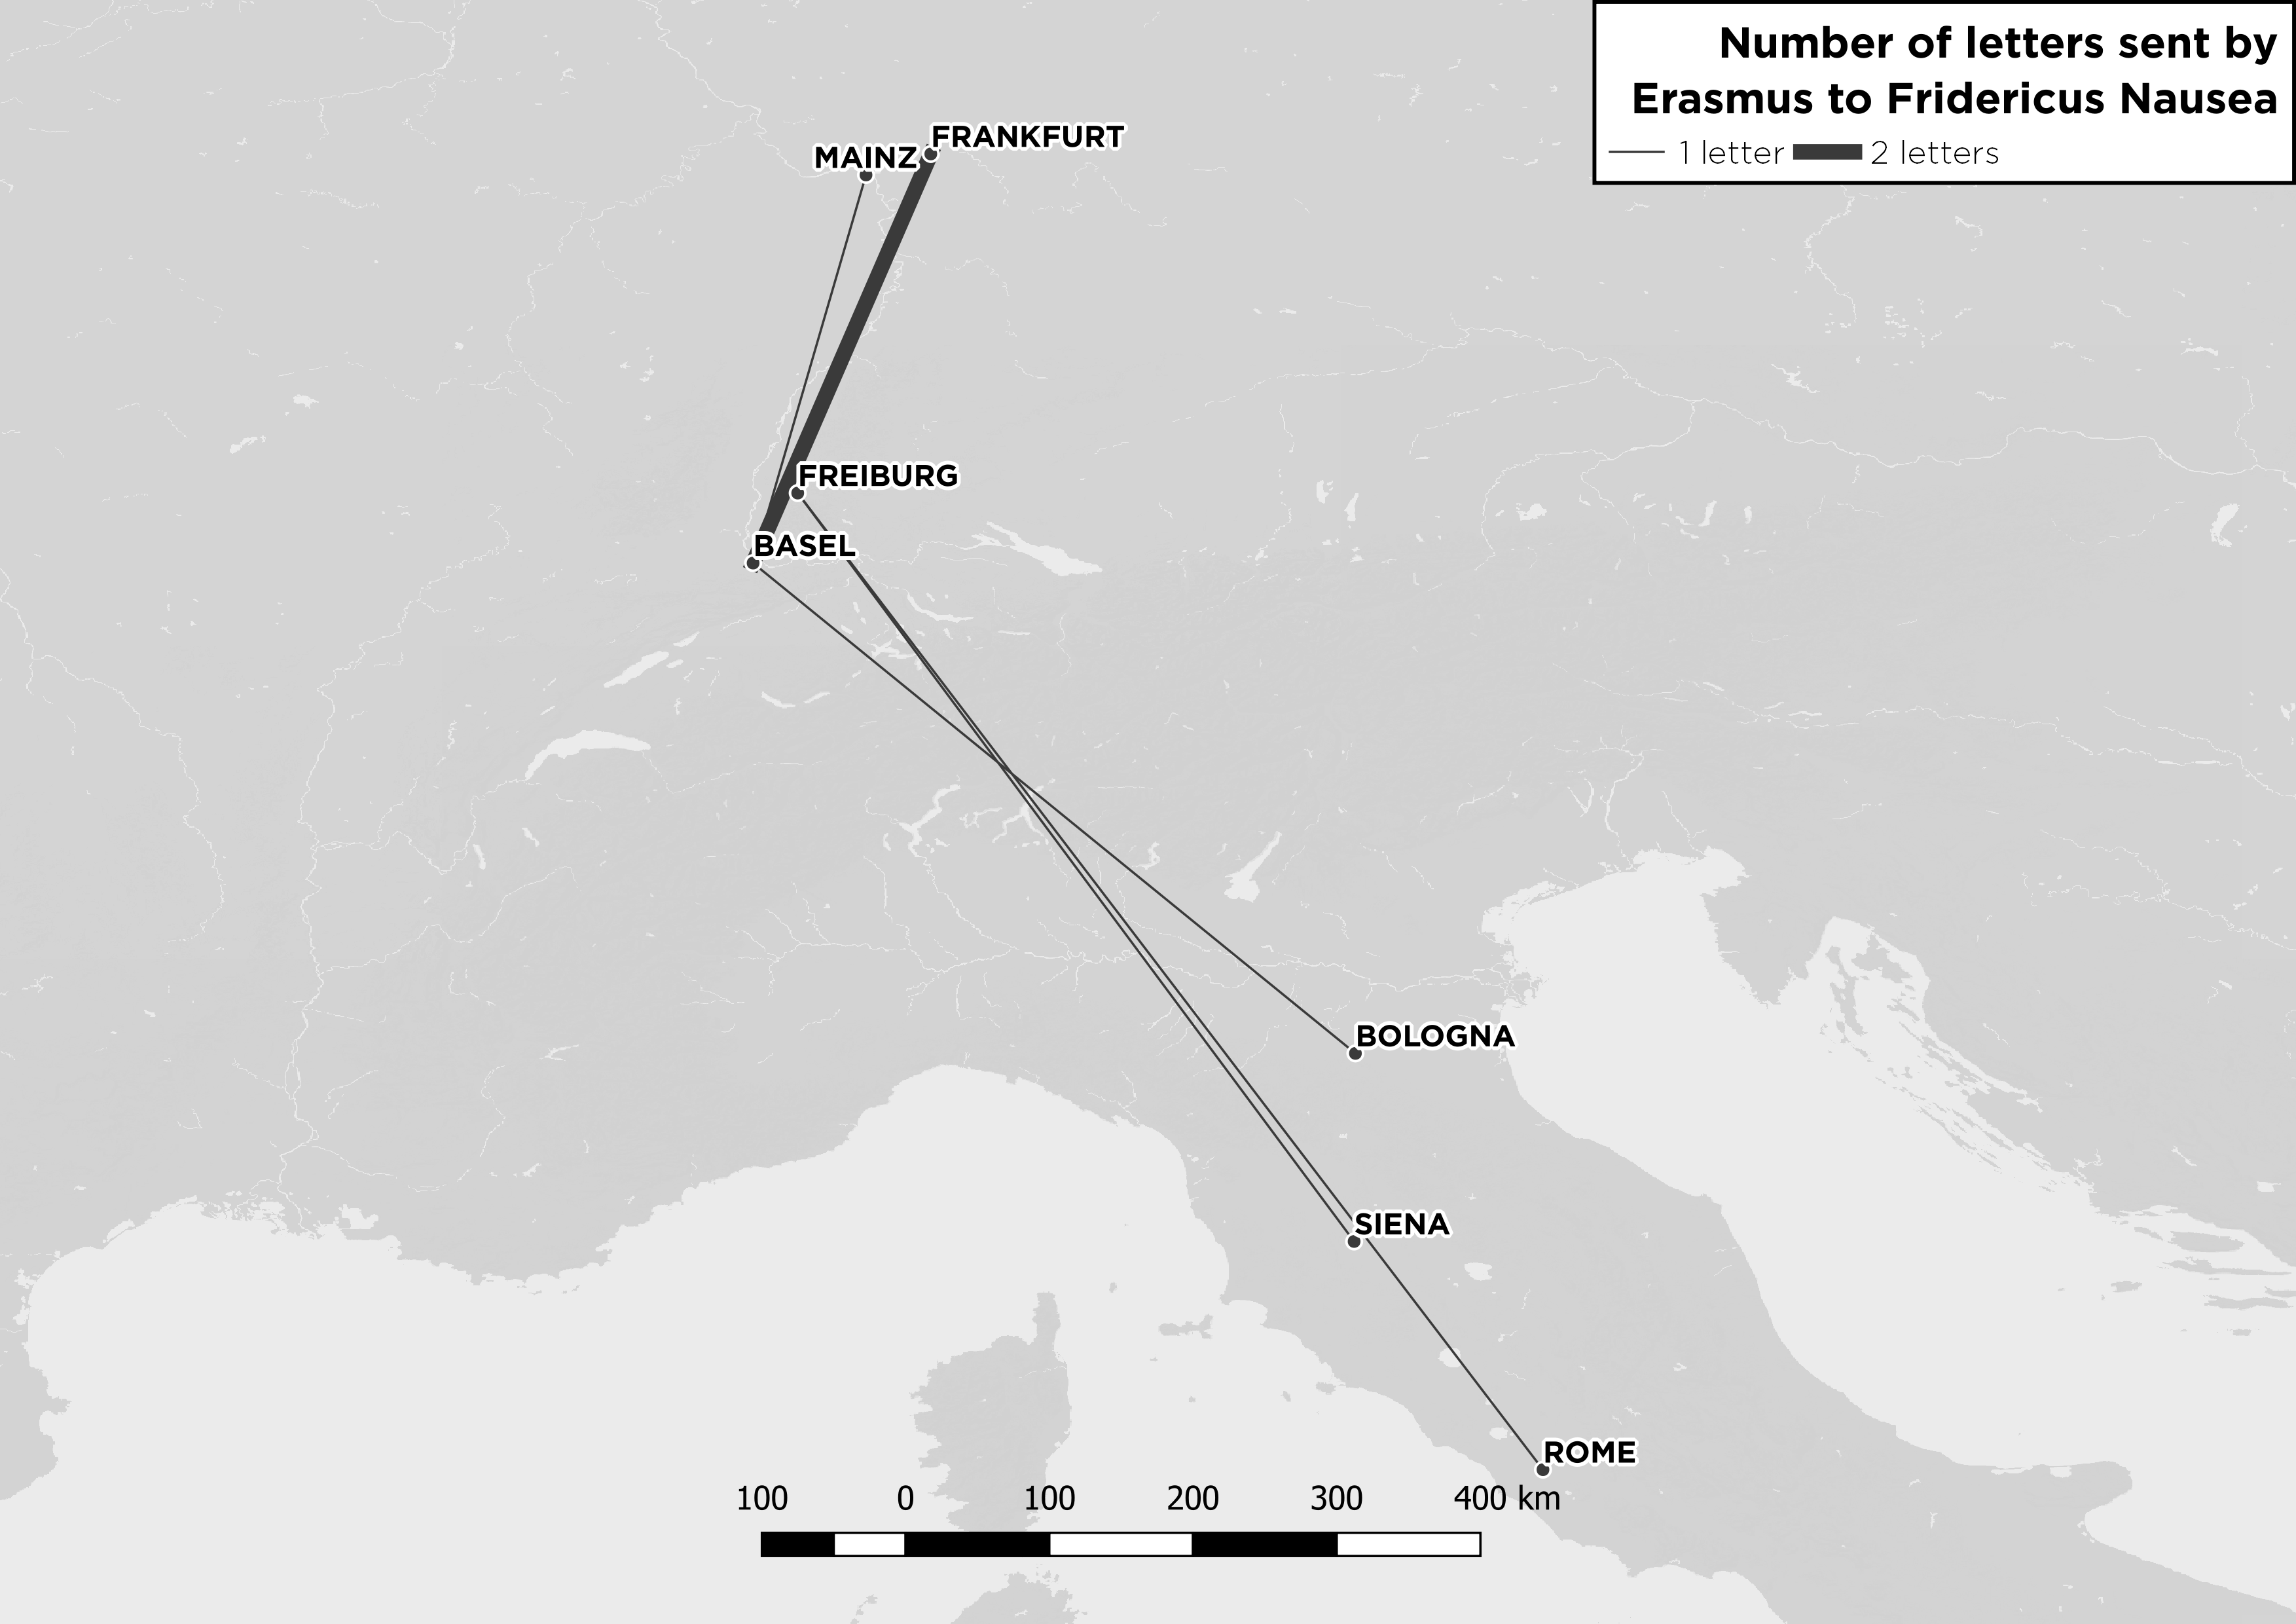 Number of letters sent by
Erasmus to Fridericus Nausea
1 letter 2 letters
FRANKFURT
MAINZ
FREIBURG
BASEL
BOLOGNA
SIENA
ROME
100 0 100 200 300 400 km